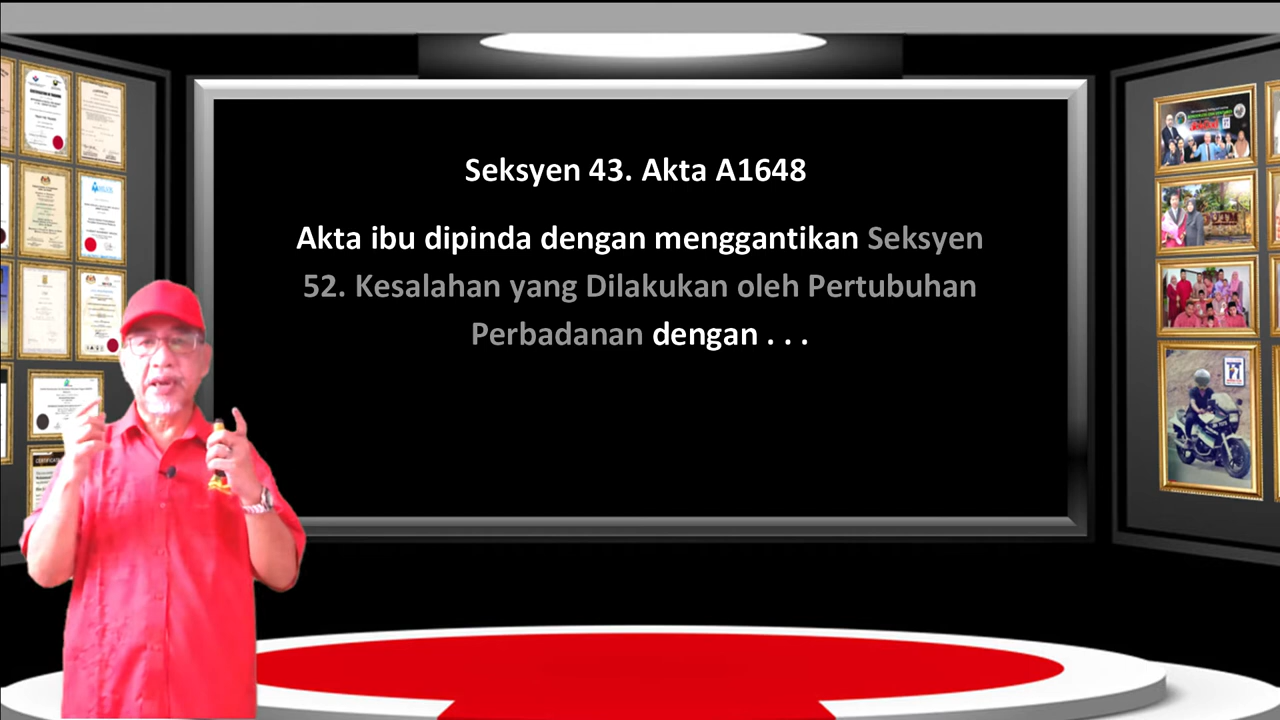 Seksyen 43. Akta A1648
Akta ibu dipinda dengan menggantikan Seksyen
52. Kesalahan yang Dilakukan oleh Pertubuhan
Perbadanan dengan . . .